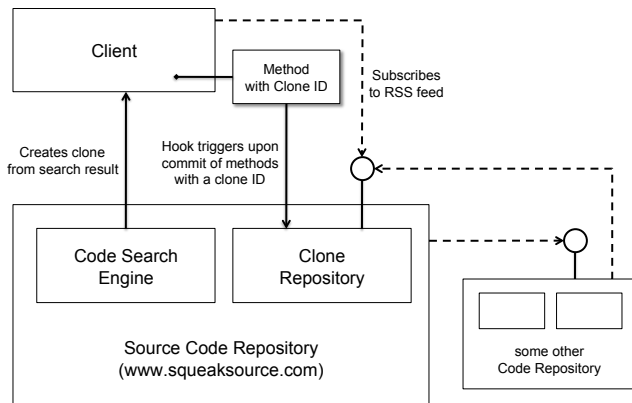 Client
Method
with Clone ID
Subscribes
to RSS feed
Creates clone
from search result
Hook triggers upon
commit of methods
with a clone ID
Code Search
Engine
Clone
Repository
Source Code Repository
(www.squeaksource.com)
some other
Code Repository